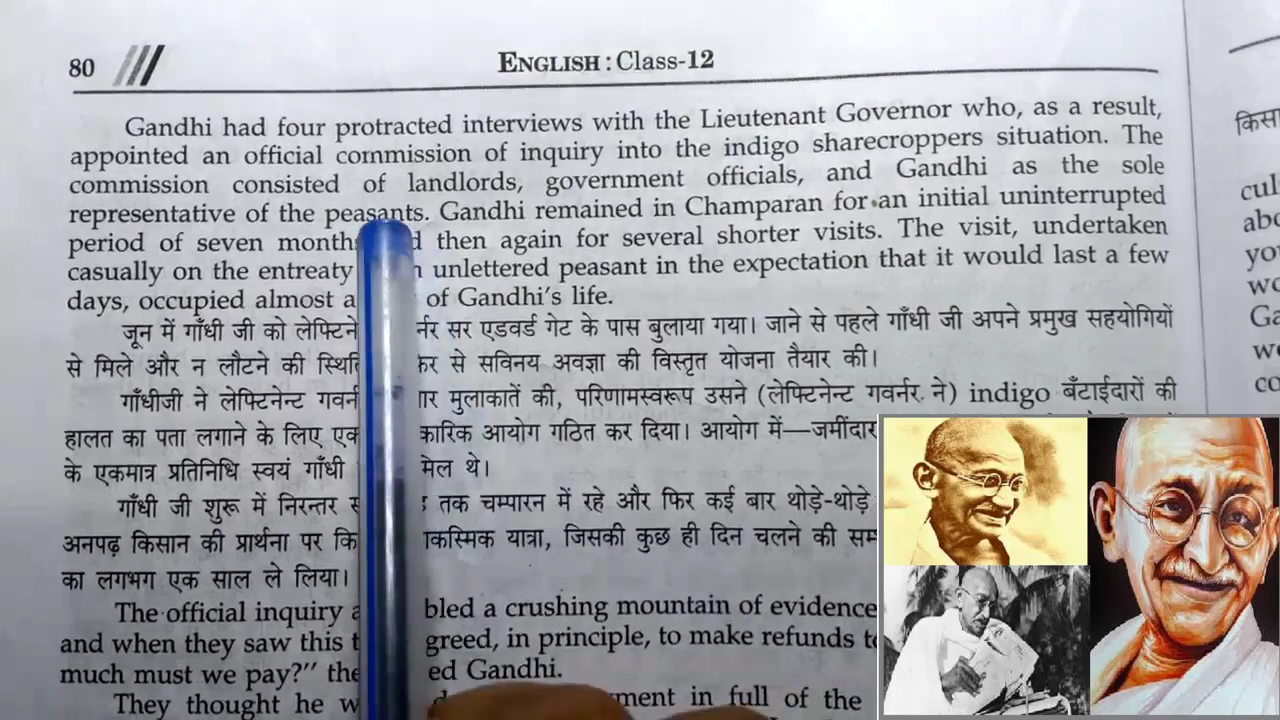 80
ENGLISH : Class-12
Gandhi had four protracted interviews with the Lieutenant Governor who, as a result,
appointed an official commission of inquiry into the indigo sharecroppers situation. The
commission consisted of landlords, government officials, and Gandhi as the sole
representative of the peasants. Gandhi remained in Champaran for an initial uninterrupted
period of seven month d then again for several shorter visits. The visit, undertaken
casually on the entreaty n unlettered peasant in the expectation that it would last a few
days, occupied almost a of Gandhi's life.
जून में गाँधी जी को लेफ्टिने र्नर सर एडवर्ड गेट के पास बुलाया गया। जाने से पहले गाँधी जी अपने प्रमुख सहयोगियों
से मिले और न लौटने की स्थिति फिर से सविनय अवज्ञा की विस्तृत योजना तैयार की।
गाँधीजी ने लेफ्टिनेन्ट गवर्न मुलाकातें की, परिणामस्वरूप उसने (लेफ्टिनेन्ट गवर्नर ने) indigo बँटाईदारों की
हालत का पता लगाने के लिए एक कारिक आयोग गठित कर दिया। आयोग में—जमींदार
के एकमात्र प्रतिनिधि स्वयं गाँधी मिल थे।
गाँधी जी शुरू में निरन्तर तक चम्पारन में रहे और फिर कई बार थोड़े-थोड़े
अनपढ़ किसान की प्रार्थना पर कि कस्मिक यात्रा, जिसकी कुछ ही दिन चलने की सम
का लगभग एक साल ले लिया।
The official inquiry a bled a crushing mountain of evidence
and when they saw this t greed, in principle, to make refunds t
much must we pay?" the ed Gandhi.
They thought he w ment in full of the
किसा
cul
abo
yo
wo
Ga
we
co